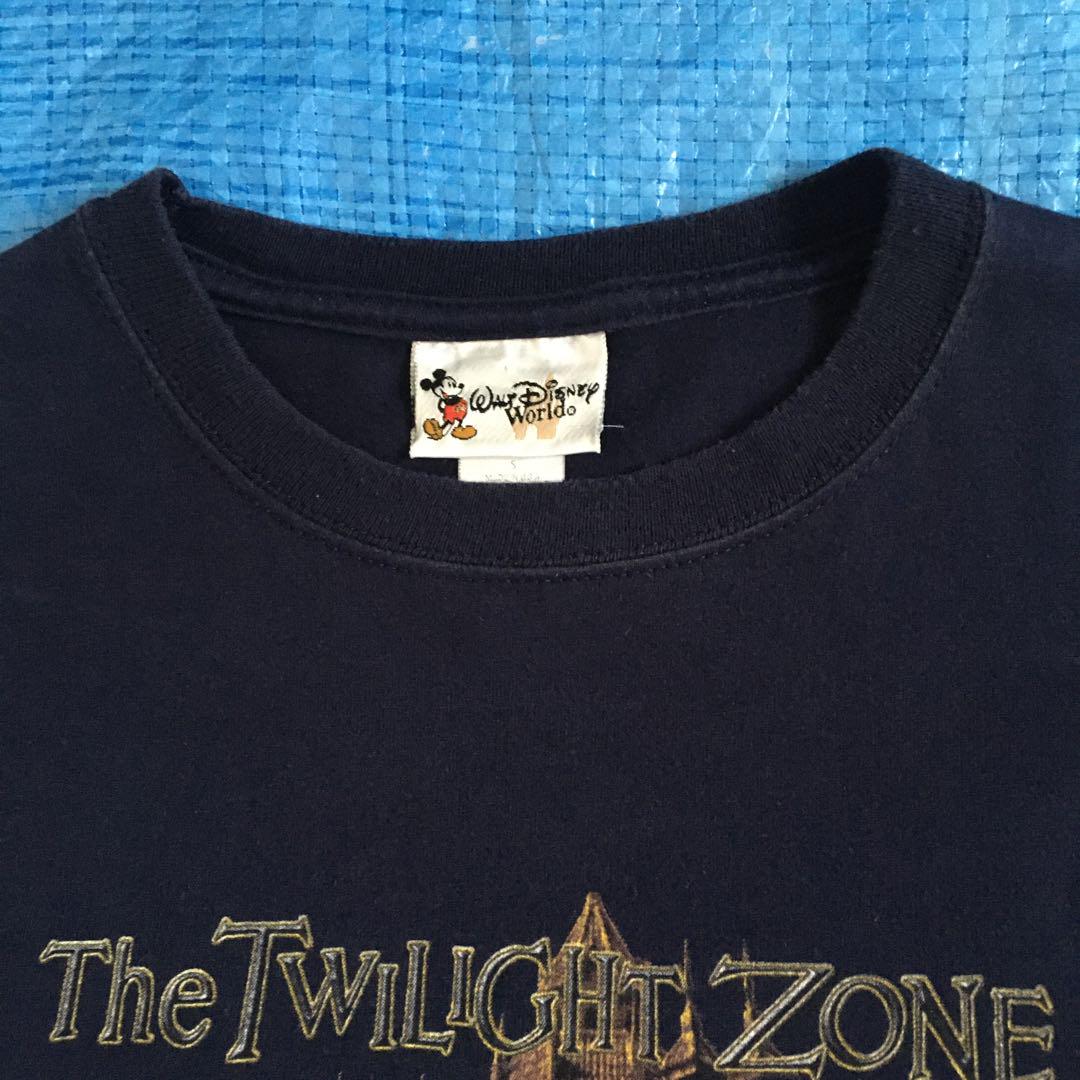 WALT DISNEY
World
S
The TWILIGHT ZONE